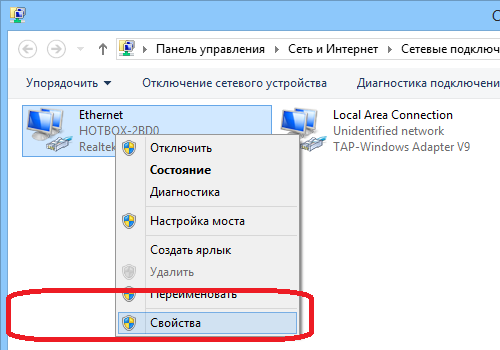 С
Панель управления Сеть и Интернет Сетевые подключ
Упорядочить Отключение сетевого устройства Диагностика подключени
Ethernet
HOTBOX-2BD0
Realtek
Local Area Connection
Unidentified network
TAP-Windows Adapter V9
Отключить
Состояние
Диагностика
Настройка моста
Создать ярлык
Удалить
Переименовать
Свойства